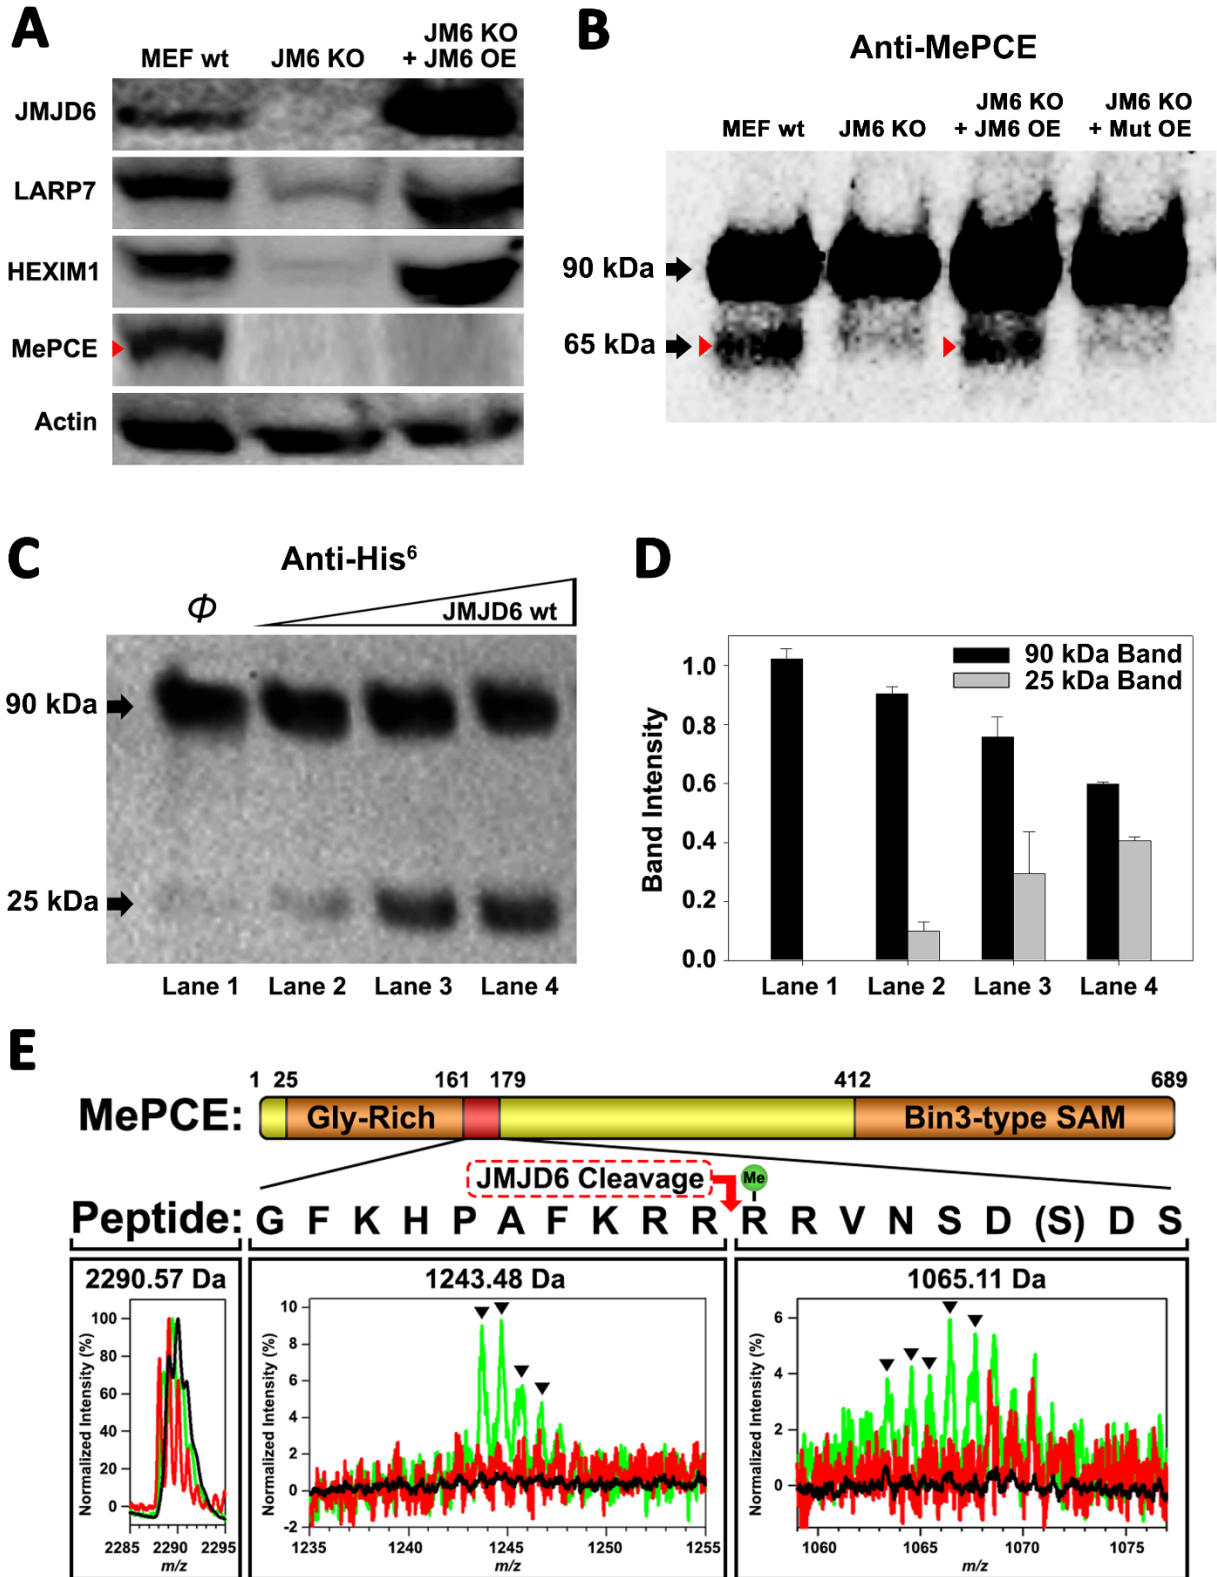 A
MEF wt
JM6 KO
JM6 KO
+ JM6 OE
JMJD6
LARP7
HEXIM1
MePCE
Actin
B
Anti-MePCE
MEF wt
JM6 KO
JM6 KO
+ JM6 OE
JM6 KO
+ Mut OE
90 kDa
65 kDa
C
Anti-His⁶
Φ
JMJD6 wt
90 kDa
25 kDa
Lane 1 Lane 2 Lane 3 Lane 4
D
Band Intensity
1.0
0.8
0.6
0.4
0.2
0.0
90 kDa Band
25 kDa Band
Lane 1 Lane 2 Lane 3 Lane 4
E
1 25 161 179 412 689
MePCE: Gly-Rich Bin3-type SAM
JMJD6 Cleavage Me
Peptide: G F K H P A F K R R R R V N S D (S) D S
2290.57 Da
Normalized Intensity (%)
100
80
60
40
20
0
2285 2290 2295
m/z
1243.48 Da
Normalized Intensity (%)
10
8
6
4
2
0
-2
1235 1240 1245 1250 1255
m/z
1065.11 Da
Normalized Intensity (%)
6
4
2
0
1060 1065 1070 1075
m/z